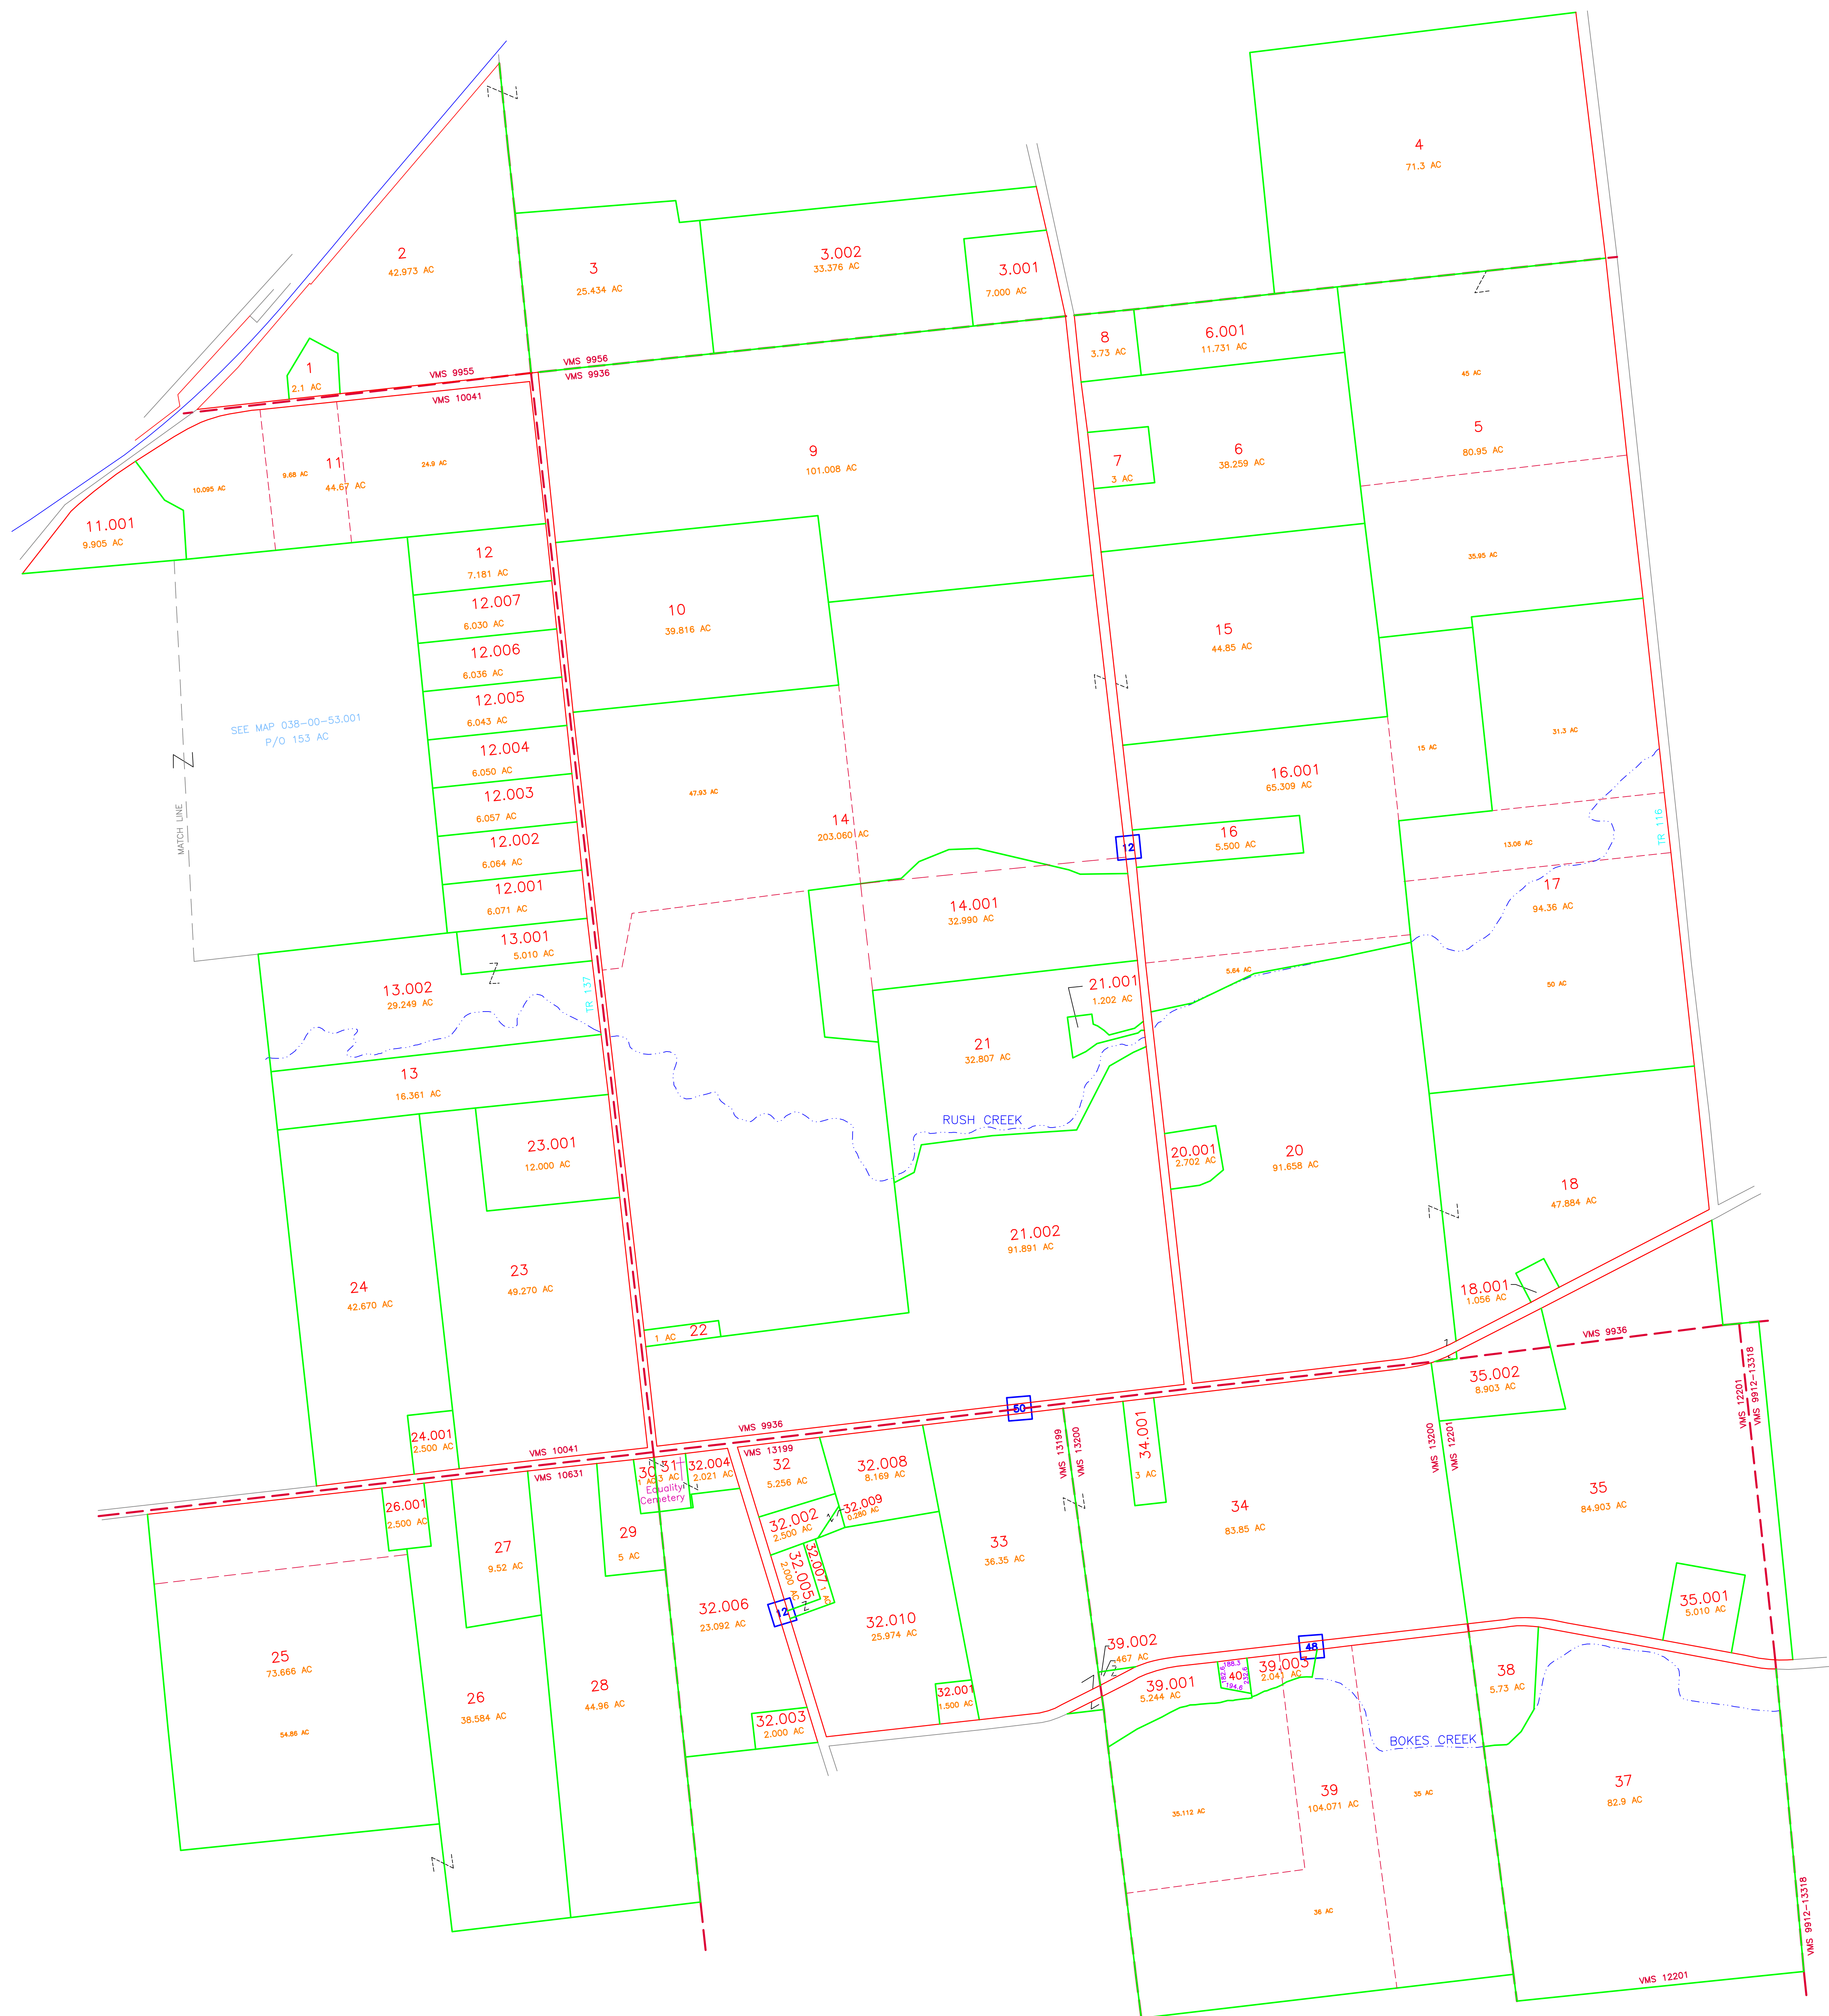 4
71.3 AC
2
42.973 AC
3
25.434 AC
3.002
33.376 AC
3.001
7.000 AC
1
2.1 AC
VMS 9955
VMS 10041
VMS 9956
VMS 9936
8
3.73 AC
6.001
11.731 AC
45 AC
5
80.95 AC
35.95 AC
7
3 AC
6
38.259 AC
9
101.008 AC
11
44.67 AC
10.095 AC
9.68 AC
24.9 AC
11.001
9.905 AC
12
7.181 AC
12.007
6.030 AC
12.006
6.036 AC
12.005
6.043 AC
12.004
6.050 AC
12.003
6.057 AC
12.002
6.064 AC
12.001
6.071 AC
SEE MAP 038-00-53.001
P/O 153 AC
MATCH LINE
10
39.816 AC
15
44.85 AC
15 AC
31.3 AC
47.93 AC
14
203.060 AC
16.001
65.309 AC
16
5.500 AC
12
13.06 AC
TR 116
17
94.36 AC
50 AC
14.001
32.990 AC
13.001
5.010 AC
13.002
29.249 AC
TR 137
5.64 AC
21.001
1.202 AC
21
32.807 AC
13
16.361 AC
RUSH CREEK
23.001
12.000 AC
20.001
2.702 AC
20
91.658 AC
18
47.884 AC
21.002
91.891 AC
24
42.670 AC
23
49.270 AC
18.001
1.056 AC
1 AC
22
VMS 9936
35.002
8.903 AC
VMS 12201
VMS 9912-13318
50
24.001
2.500 AC
VMS 10041
VMS 10631
VMS 9936
VMS 13199
VMS 13199
VMS 13200
VMS 13200
VMS 12201
34.001
3 AC
30
31
3 AC
Equality
Cemetery
32.004
2.021 AC
32
5.256 AC
32.008
8.169 AC
26.001
2.500 AC
32.002
2.500 AC
32.009
0.280 AC
27
9.52 AC
29
5 AC
32.005
2.000 AC
32.007
1 AC
33
36.35 AC
34
83.85 AC
35
84.903 AC
35.001
5.010 AC
32.006
23.092 AC
12
32.010
25.974 AC
25
73.666 AC
54.86 AC
26
38.584 AC
28
44.96 AC
32.003
2.000 AC
32.001
1.500 AC
39.002
.467 AC
39.001
5.244 AC
188.3
182.6
40
232.6
194.6
39.003
2.041 AC
48
38
5.73 AC
BOKES CREEK
39
104.071 AC
35.112 AC
35 AC
36 AC
37
82.9 AC
VMS 9912-13318
VMS 12201